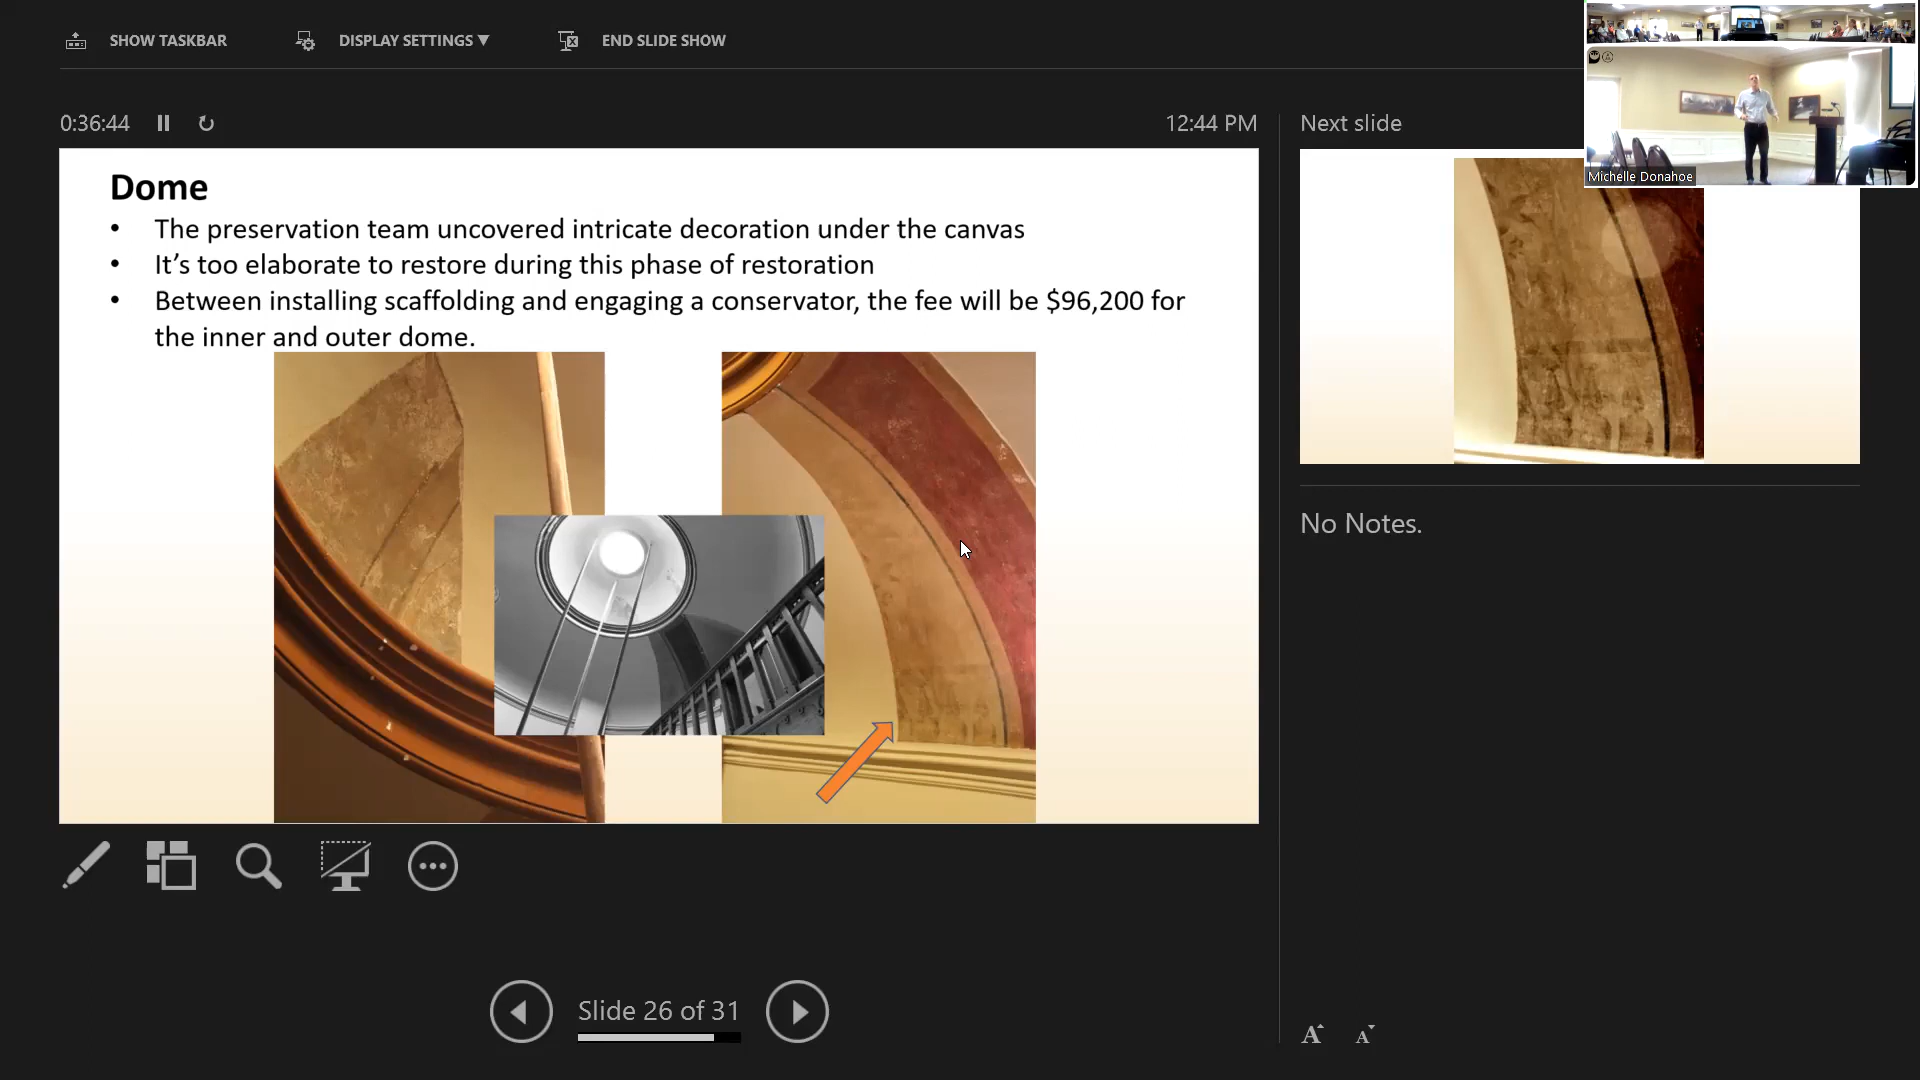 SHOW TASKBAR
DISPLAY SETTINGS ▼
END SLIDE SHOW
0:36:44
12:44 PM
Next slide
Michelle Donahoe
Dome
• The preservation team uncovered intricate decoration under the canvas
• It’s too elaborate to restore during this phase of restoration
• Between installing scaffolding and engaging a conservator, the fee will be $96,200 for
the inner and outer dome.
No Notes.
Slide 26 of 31
A A